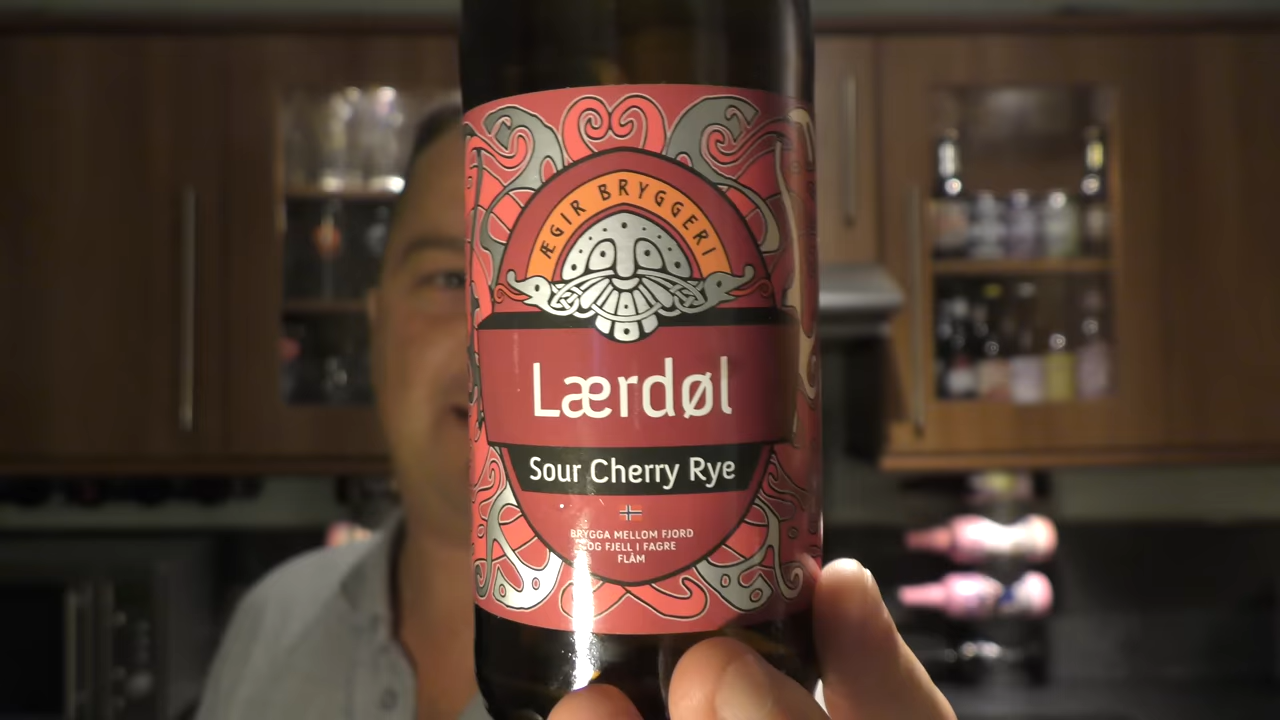 ÆGIR BRYGGERI
Lærdøl
Sour Cherry Rye
BRYGGA MELLOM FJORD
OG FJELL I FAGRE
FLÅM